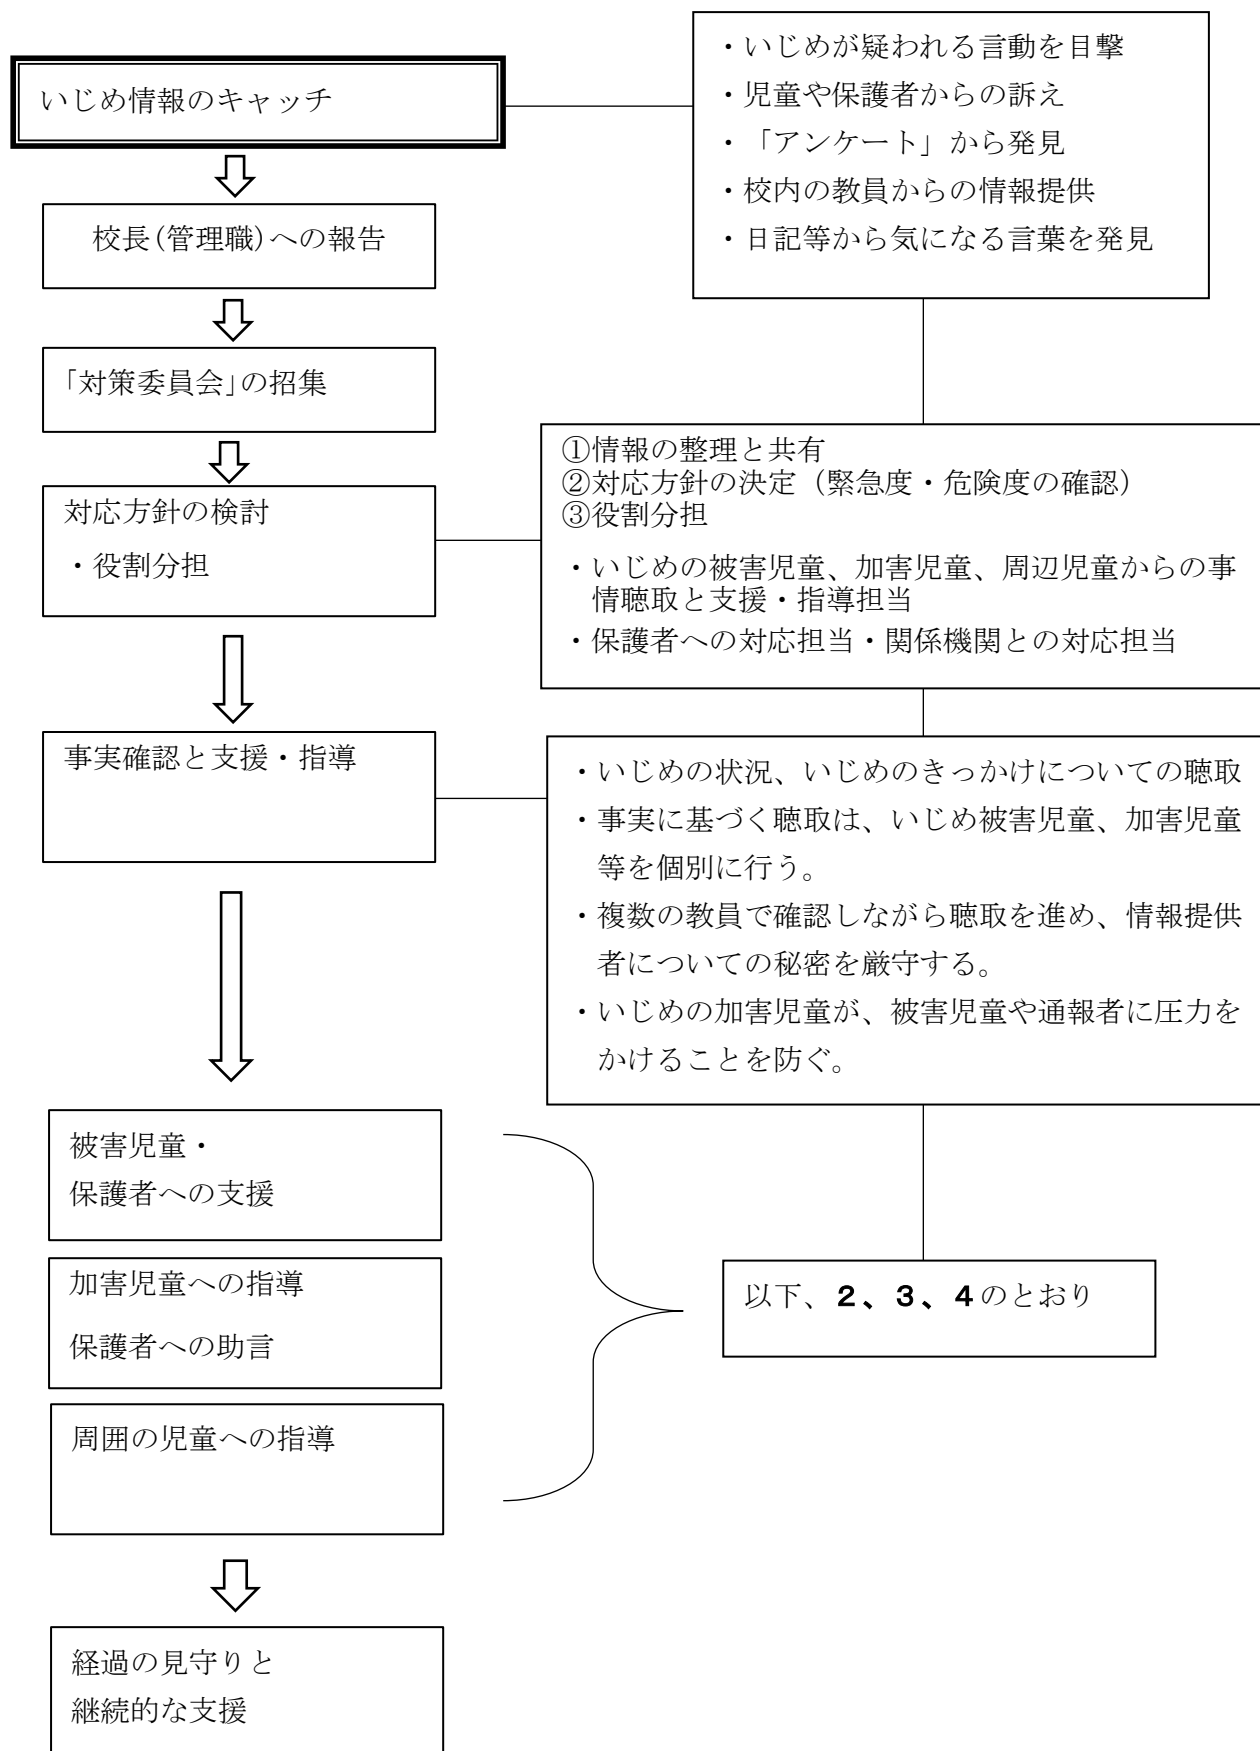 いじめ情報のキャッチ
・いじめが疑われる言動を目撃
・児童や保護者からの訴え
・「アンケート」から発見
・校内の教員からの情報提供
・日記等から気になる言葉を発見
校長(管理職)への報告
「対策委員会」の招集
対応方針の検討
・役割分担
①情報の整理と共有
②対応方針の決定（緊急度・危険度の確認）
③役割分担
・いじめの被害児童、加害児童、周辺児童からの事
情聴取と支援・指導担当
・保護者への対応担当・関係機関との対応担当
事実確認と支援・指導
・いじめの状況、いじめのきっかけについての聴取
・事実に基づく聴取は、いじめ被害児童、加害児童
等を個別に行う。
・複数の教員で確認しながら聴取を進め、情報提供
者についての秘密を厳守する。
・いじめの加害児童が、被害児童や通報者に圧力を
かけることを防ぐ。
被害児童・
保護者への支援
加害児童への指導
保護者への助言
周囲の児童への指導
以下、２、３、４のとおり
経過の見守りと
継続的な支援